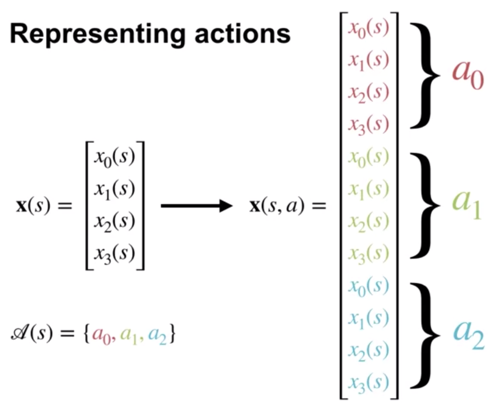 Representing actions
x(s) =
x₀(s)
x₁(s)
x₂(s)
x₃(s)
x(s, a) =
x₀(s)
x₁(s)
x₂(s)
x₃(s)
a₀
x₀(s)
x₁(s)
x₂(s)
x₃(s)
a₁
x₀(s)
x₁(s)
x₂(s)
x₃(s)
a₂
𝒜(s) = {a₀, a₁, a₂}